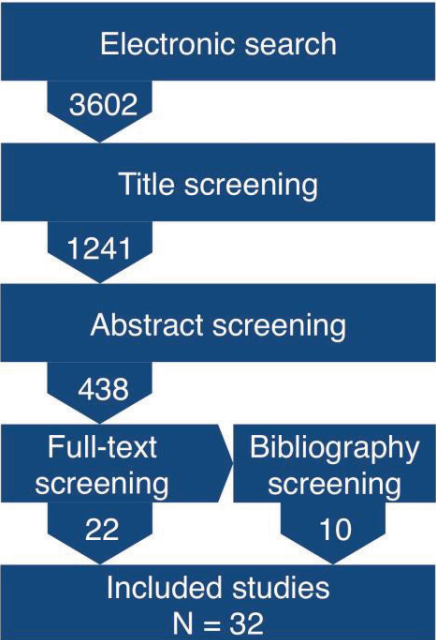 Electronic search
3602
Title screening
1241
Abstract screening
438
Full-text
screening
Bibliography
screening
22
10
Included studies
N = 32